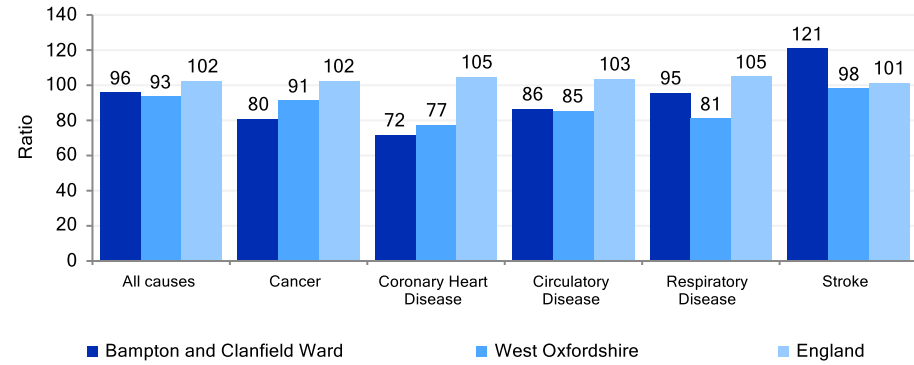 140
120
100
80
60
40
20
0
Ratio
96 93 102
80 91 102
72 77 105
86 85 103
95 81 105
121 98 101
All causes
Cancer
Coronary Heart
Disease
Circulatory
Disease
Respiratory
Disease
Stroke
Bampton and Clanfield Ward
West Oxfordshire
England